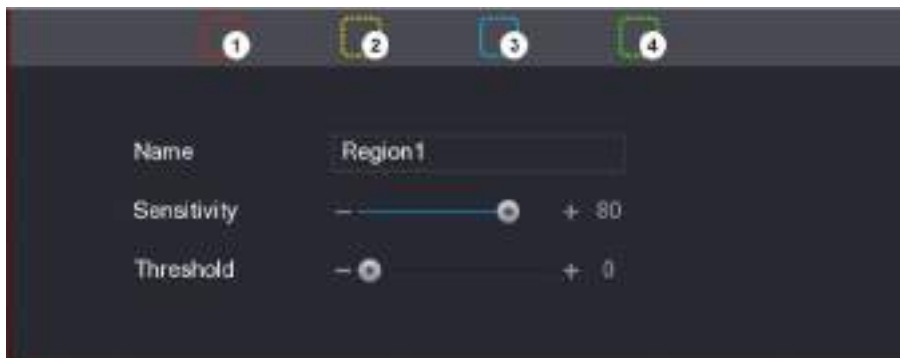 1 2 3 4
Name Region1
Sensitivity - + 80
Threshold - + 0